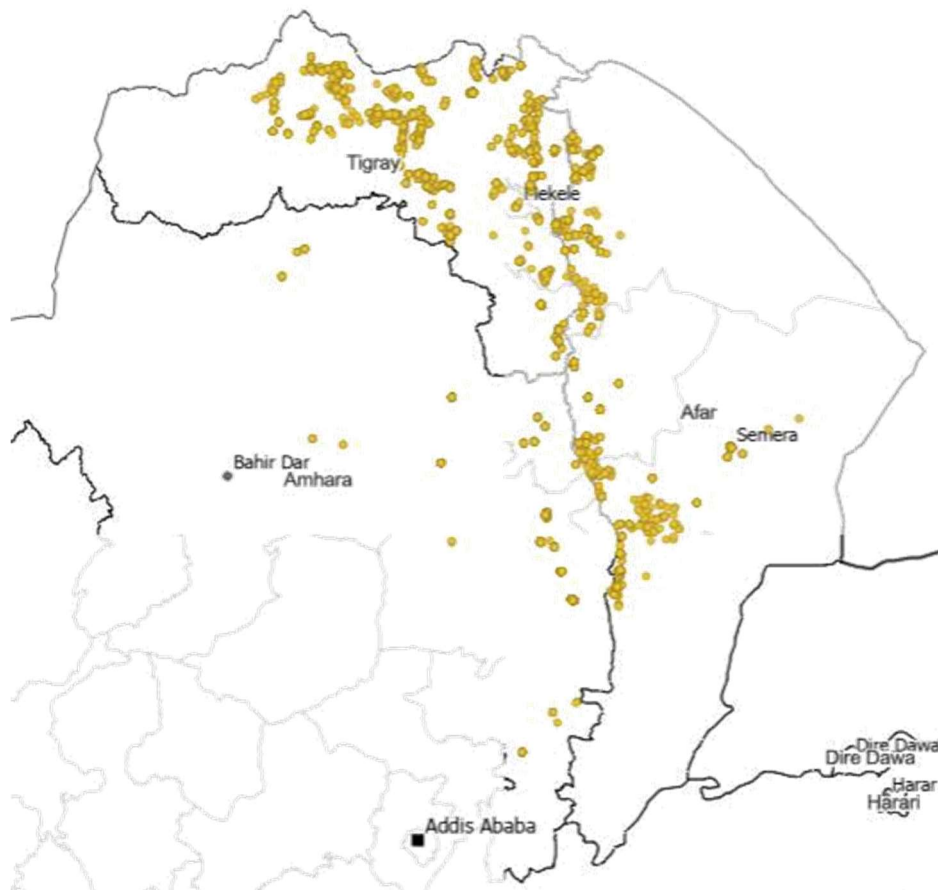 Tigray
Mekele
Afar
Semera
Bahir Dar
Amhara
Dire Dawa
Dire Dawa
Harar
Harari
Addis Ababa